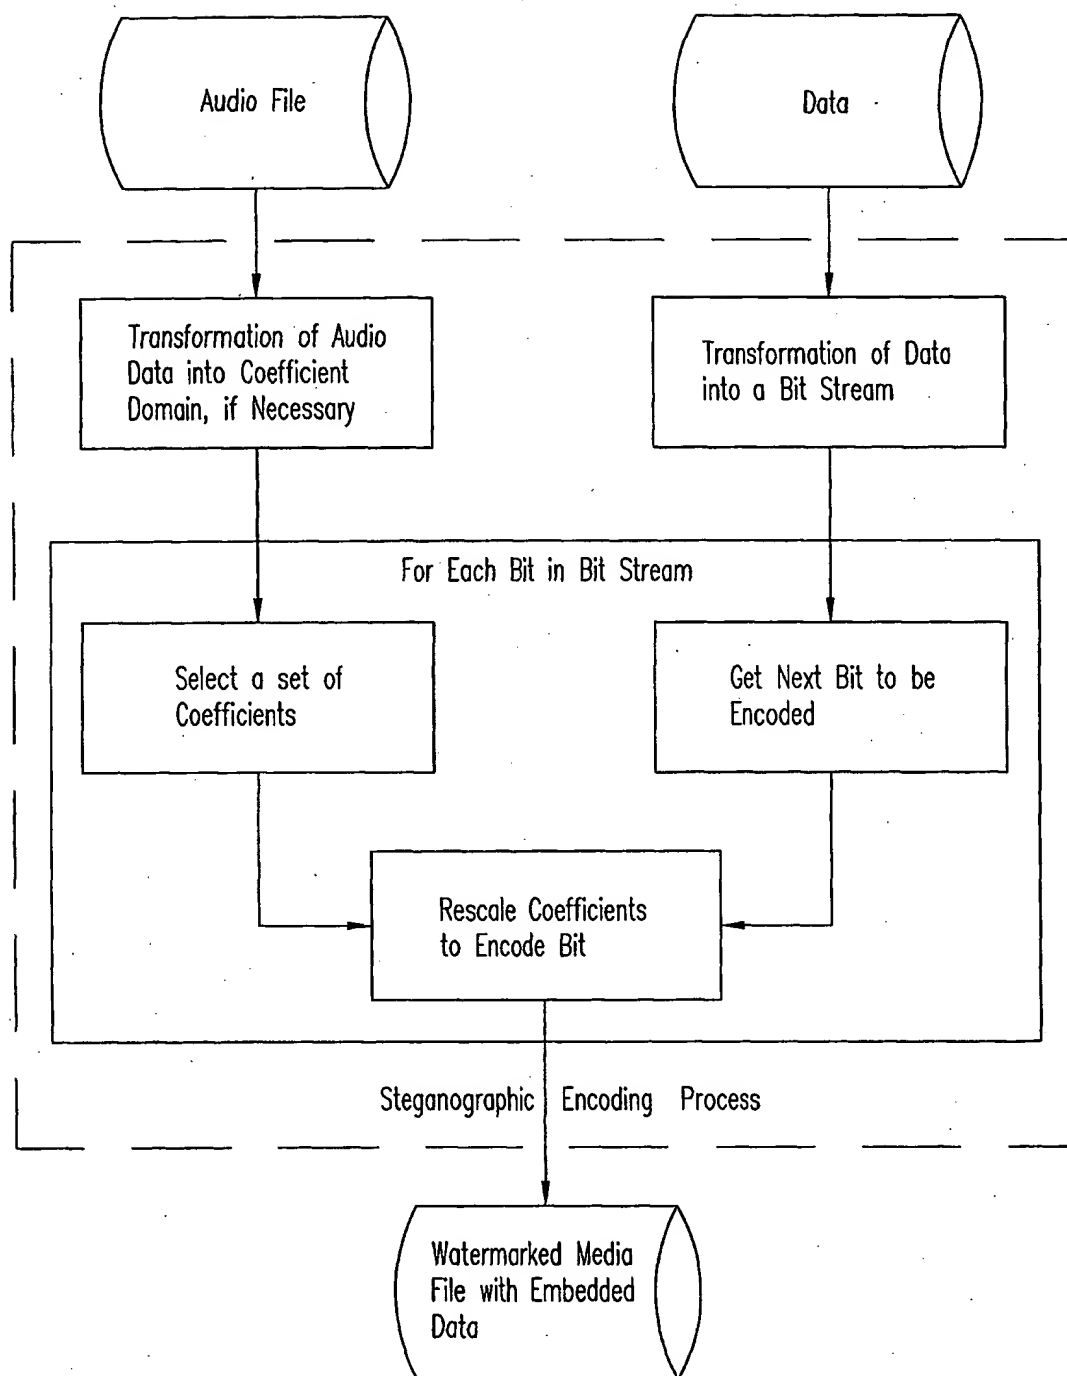 Audio File
Data
Transformation of Audio
Data into Coefficient
Domain, if Necessary
Transformation of Data
into a Bit Stream
For Each Bit in Bit Stream
Select a set of
Coefficients
Get Next Bit to be
Encoded
Rescale Coefficients
to Encode Bit
Steganographic Encoding Process
Watermarked Media
File with Embedded
Data